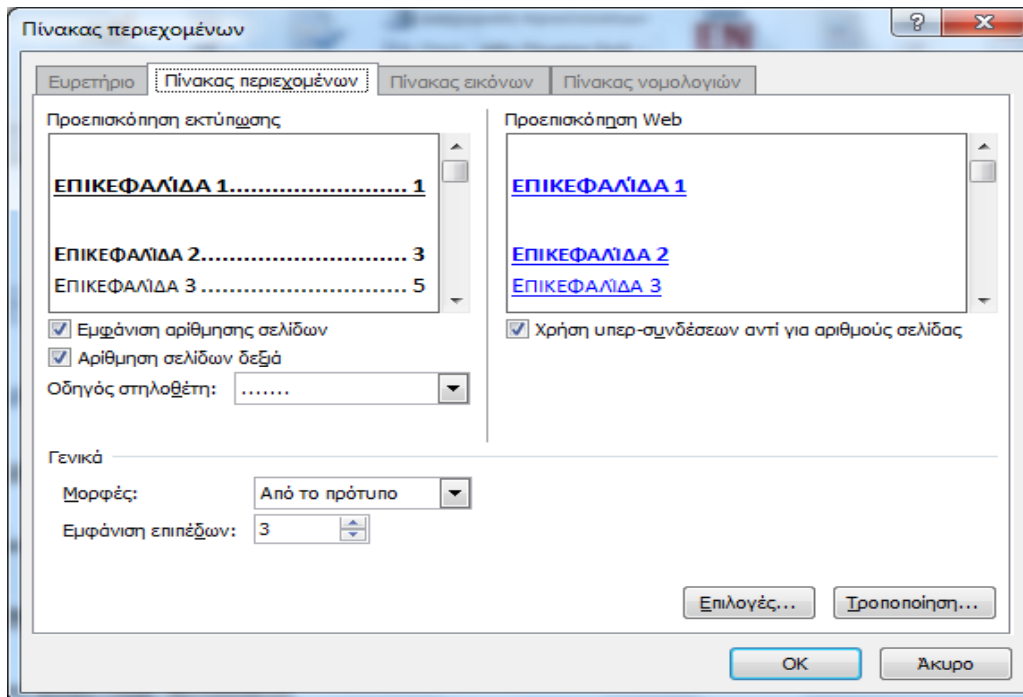 Πίνακας περιεχομένων
Ευρετήριο Πίνακας περιεχομένων Πίνακας εικόνων Πίνακας νομολογιών
Προεπισκόπηση εκτύπωσης
ΕΠΙΚΕΦΑΛΊΔΑ 1........................ 1
ΕΠΙΚΕΦΑΛΊΔΑ 2............................ 3
ΕΠΙΚΕΦΑΛΊΔΑ 3 ............................ 5
Εμφάνιση αρίθμησης σελίδων
Αρίθμηση σελίδων δεξιά
Οδηγός στηλοθέτη: .......
Προεπισκόπηση Web
ΕΠΙΚΕΦΑΛΊΔΑ 1
ΕΠΙΚΕΦΑΛΊΔΑ 2
ΕΠΙΚΕΦΑΛΊΔΑ 3
Χρήση υπερ-συνδέσεων αντί για αριθμούς σελίδας
Γενικά
Μορφές: Από το πρότυπο
Εμφάνιση επιπέδων: 3
Επιλογές... Τροποποίηση...
OK Άκυρο